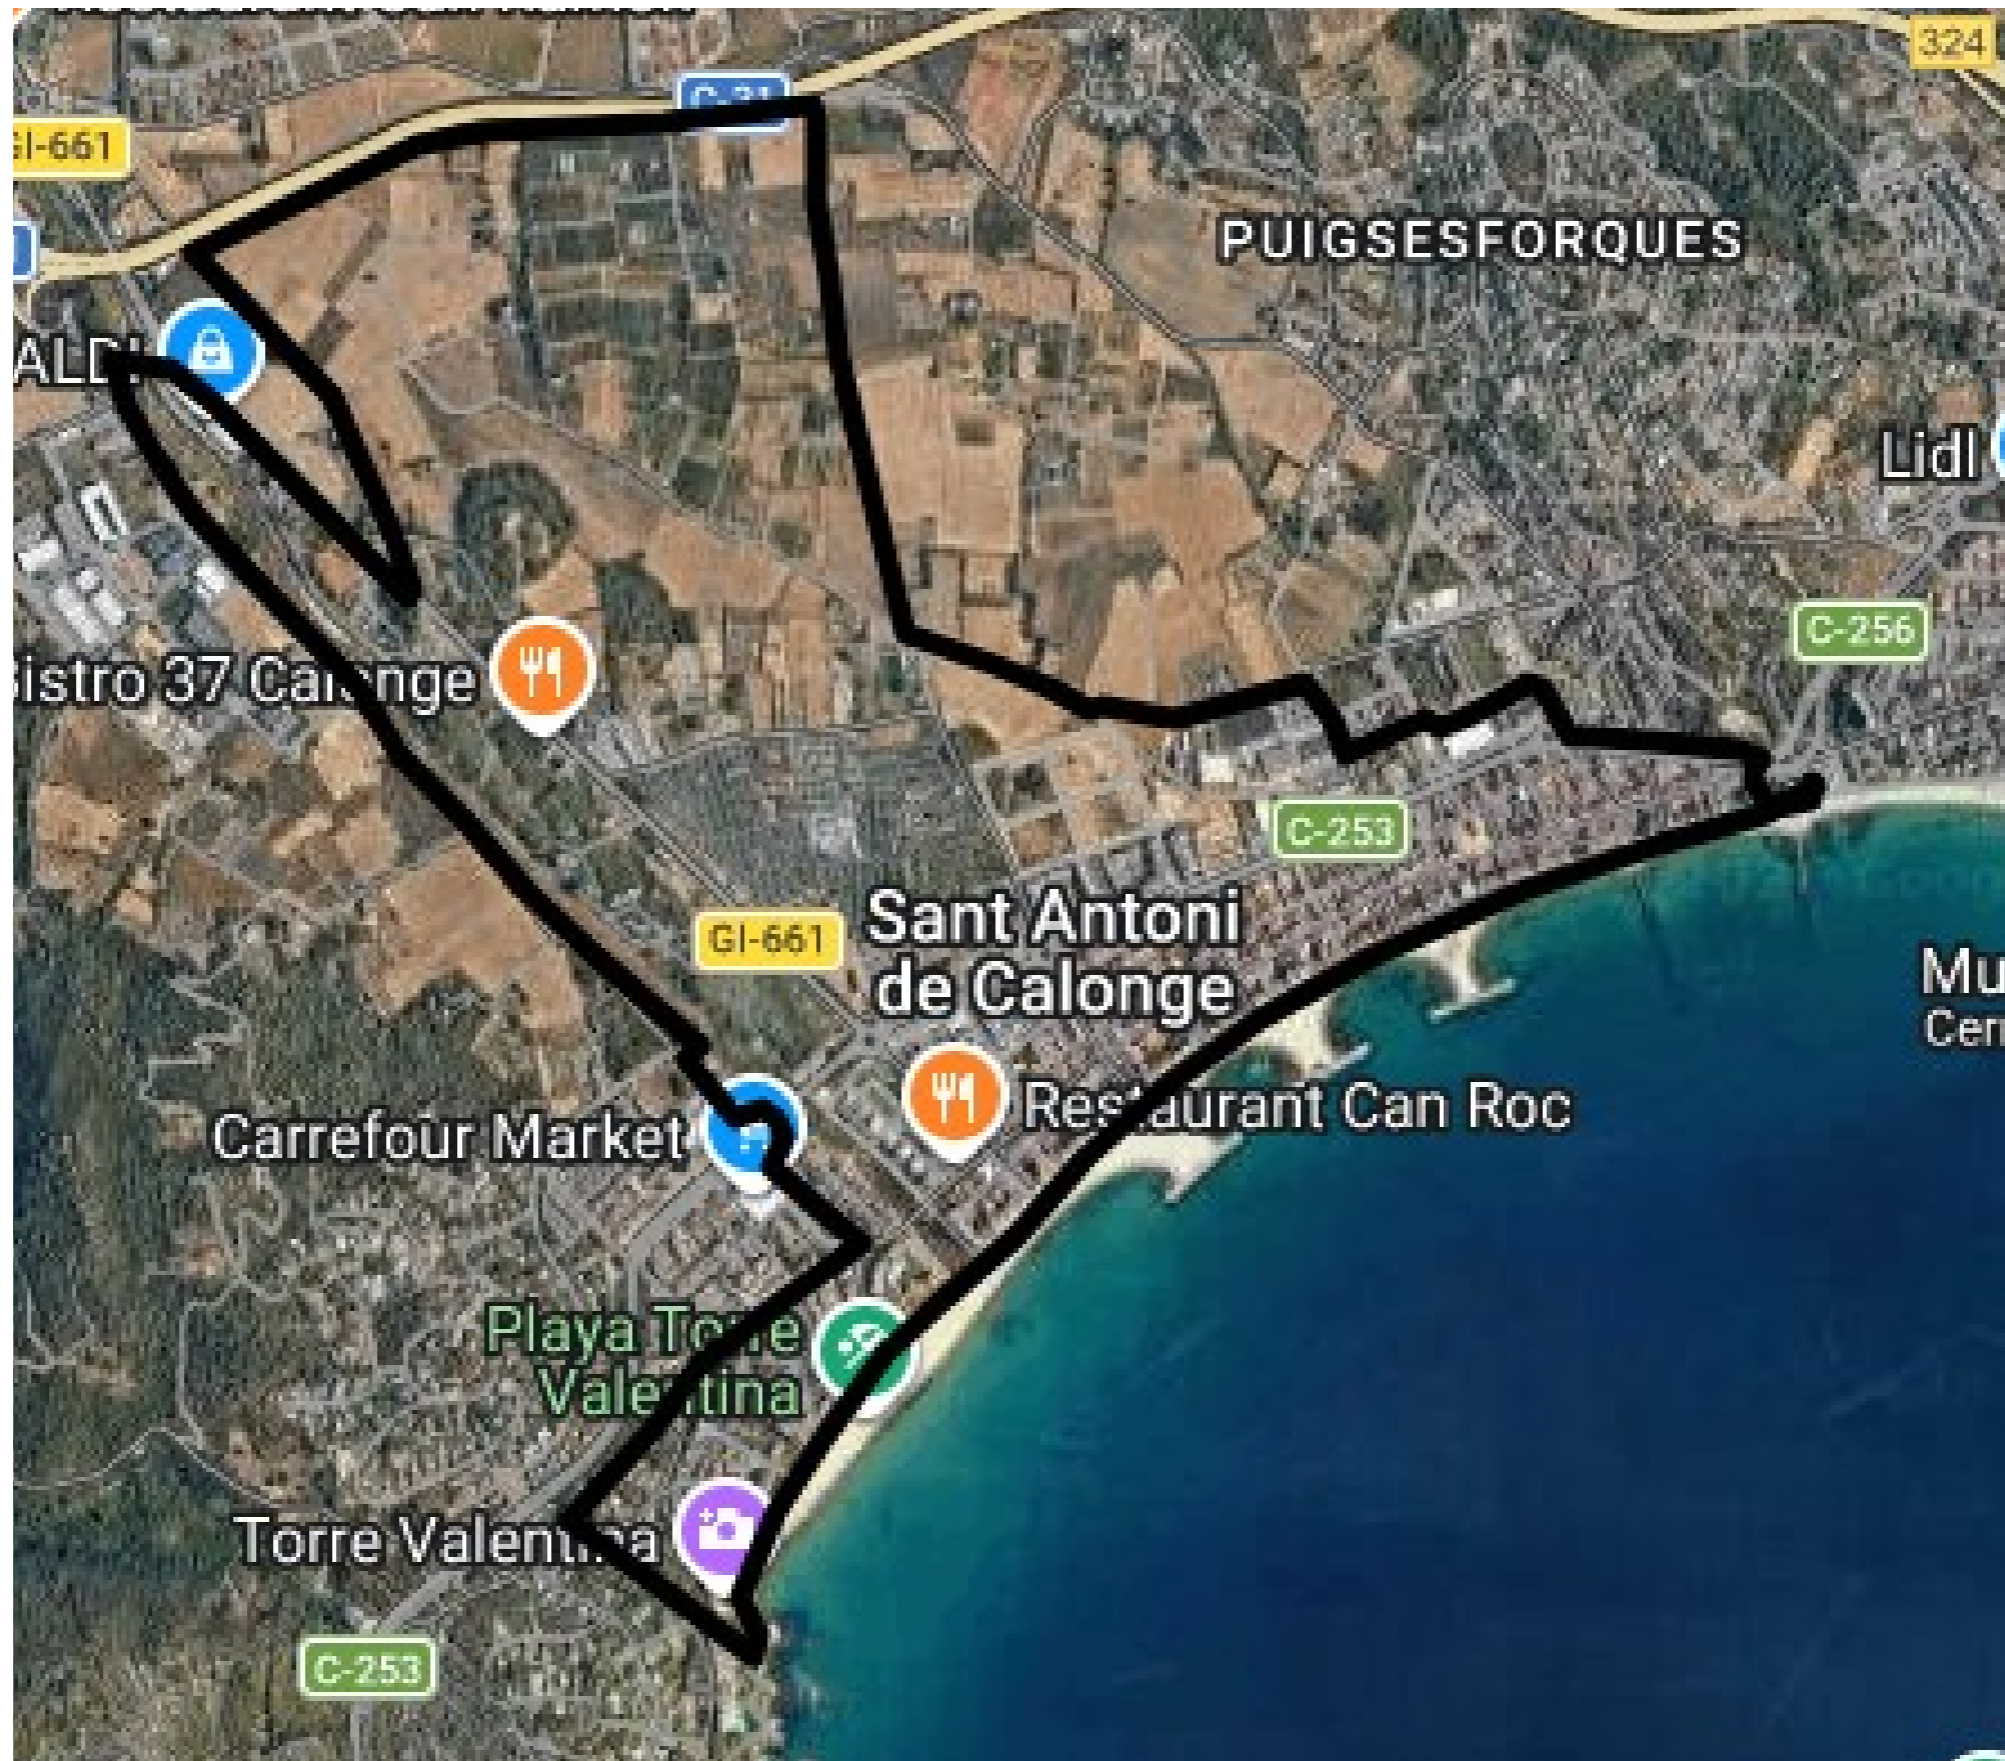 C-31
324
GI-661
PUIGSESFORQUES
ALDI
Lidl
C-256
Bistro 37 Calonge
C-253
Sant Antoni
de Calonge
GI-661
Mu
Cen
Restaurant Can Roc
Carrefour Market
Playa Torre
Valentina
Torre Valentina
C-253